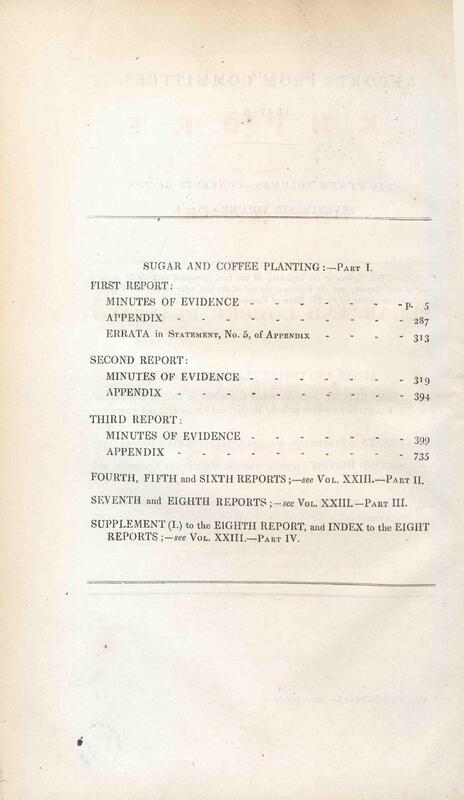 SUGAR AND COFFEE PLANTING:—PART I.
FIRST REPORT:
MINUTES OF EVIDENCE - - - - - - - p. 5
APPENDIX - - - - - - - - - - 287
ERRATA in STATEMENT, No. 5, of APPENDIX - - - - 313
SECOND REPORT:
MINUTES OF EVIDENCE - - - - - - - 319
APPENDIX - - - - - - - - - - 394
THIRD REPORT:
MINUTES OF EVIDENCE - - - - - - - 399
APPENDIX - - - - - - - - - - 735
FOURTH, FIFTH and SIXTH REPORTS;—see VOL. XXIII.—PART II.
SEVENTH and EIGHTH REPORTS;—see VOL. XXIII.—PART III.
SUPPLEMENT (I.) to the EIGHTH REPORT, and INDEX to the EIGHT
REPORTS;—see VOL. XXIII.—PART IV.